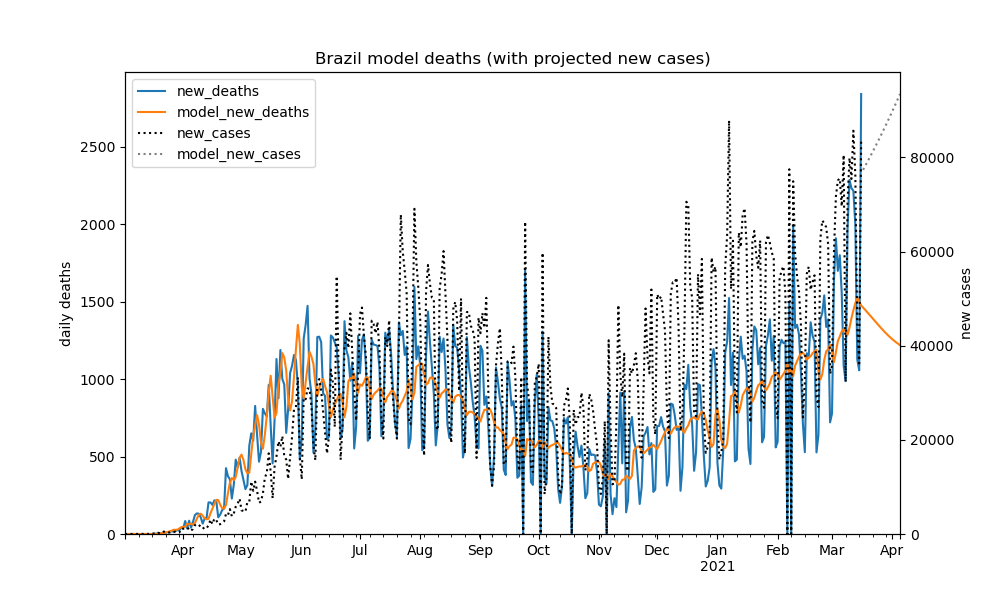 Brazil model deaths (with projected new cases)
new_deaths
model_new_deaths
new_cases
model_new_cases
daily deaths
2500
2000
1500
1000
500
0
80000
60000
40000
20000
0
new cases
Apr May Jun Jul Aug Sep Oct Nov Dec Jan Feb Mar Apr
2021